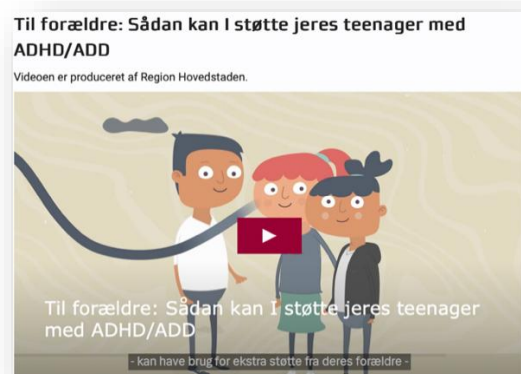 Til forældre: Sådan kan I støtte jeres teenager med
ADHD/ADD
Videoen er produceret af Region Hovedstaden.
Til forældre: Sådan kan I støtte jeres teenager
med ADHD/ADD
- kan have brug for ekstra støtte fra deres forældre -